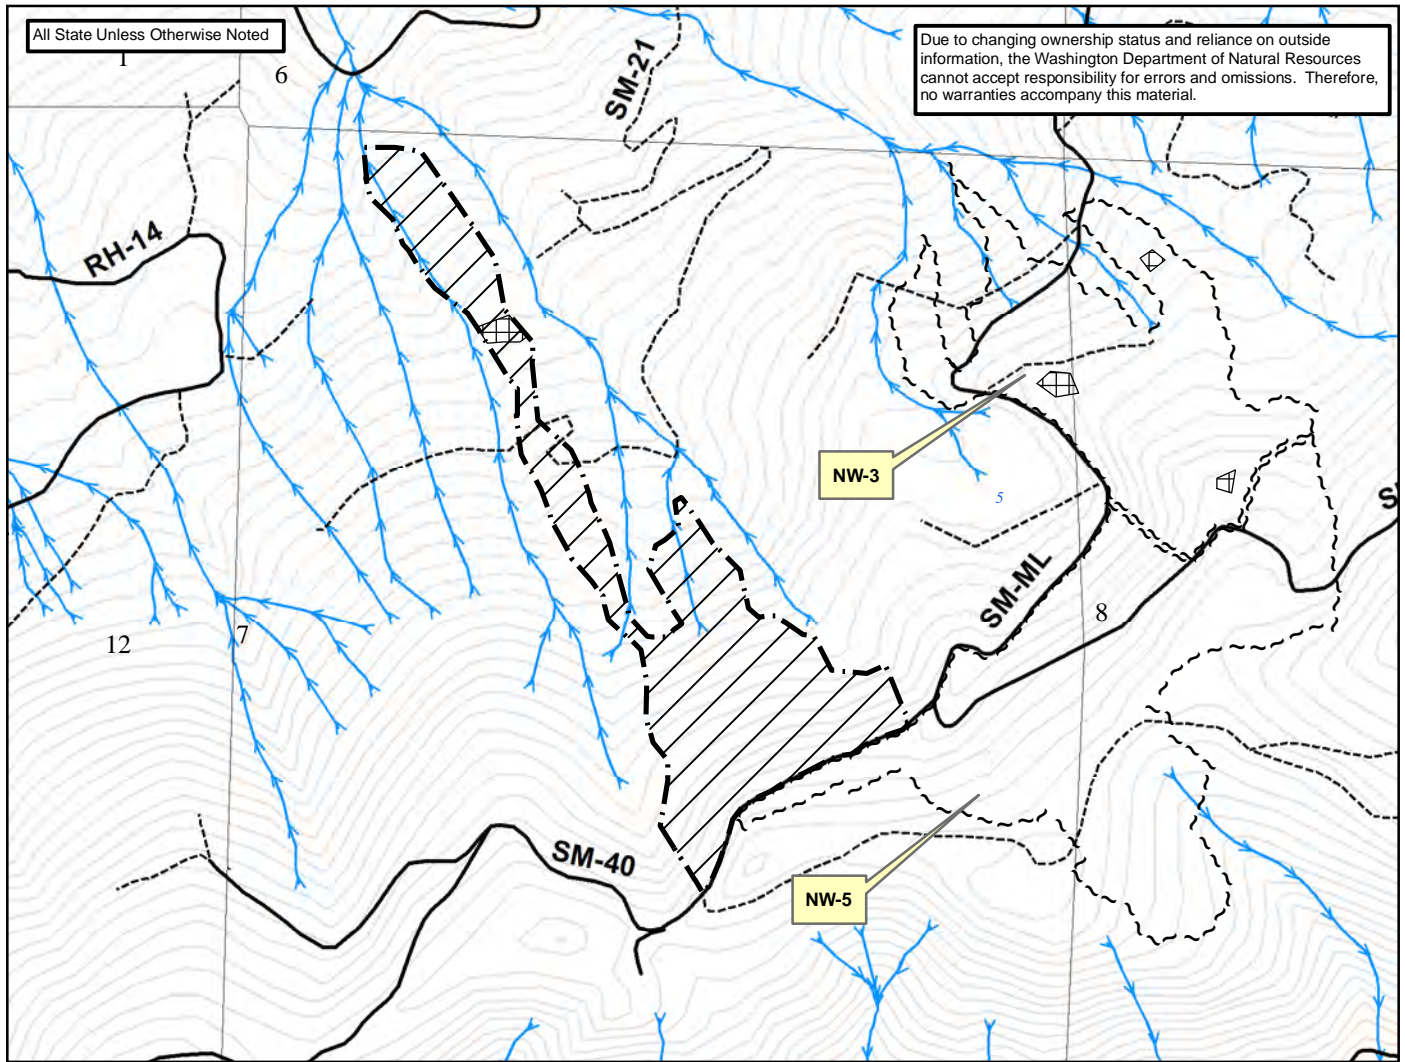 All State Unless Otherwise Noted
Due to changing ownership status and reliance on outside
information, the Washington Department of Natural Resources
cannot accept responsibility for errors and omissions. Therefore,
no warranties accompany this material.
1
6
SM-21
RH-14
NW-3
5
SM-ML
8
12
7
SM-40
NW-5